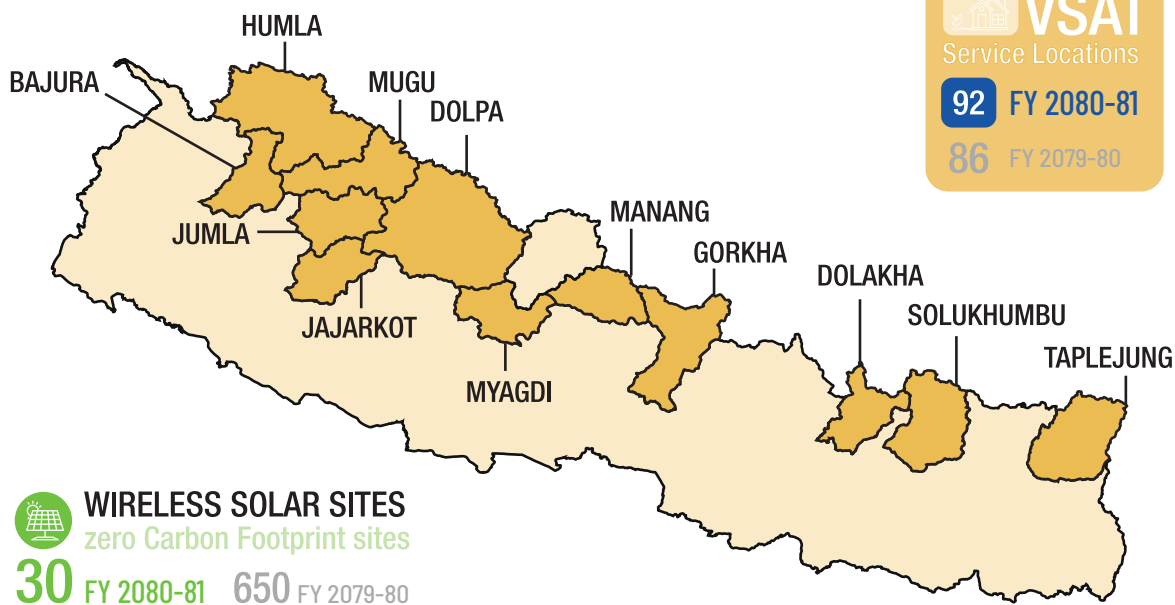 HUMLA
BAJURA
MUGU
DOLPA
VSAT
Service Locations
92 FY 2080-81
86 FY 2079-80
MANANG
JUMLA
GORKHA
DOLAKHA
JAJARKOT
SOLUKHUMBU
TAPLEJUNG
MYAGDI
WIRELESS SOLAR SITES
zero Carbon Footprint sites
30 FY 2080-81 650 FY 2079-80